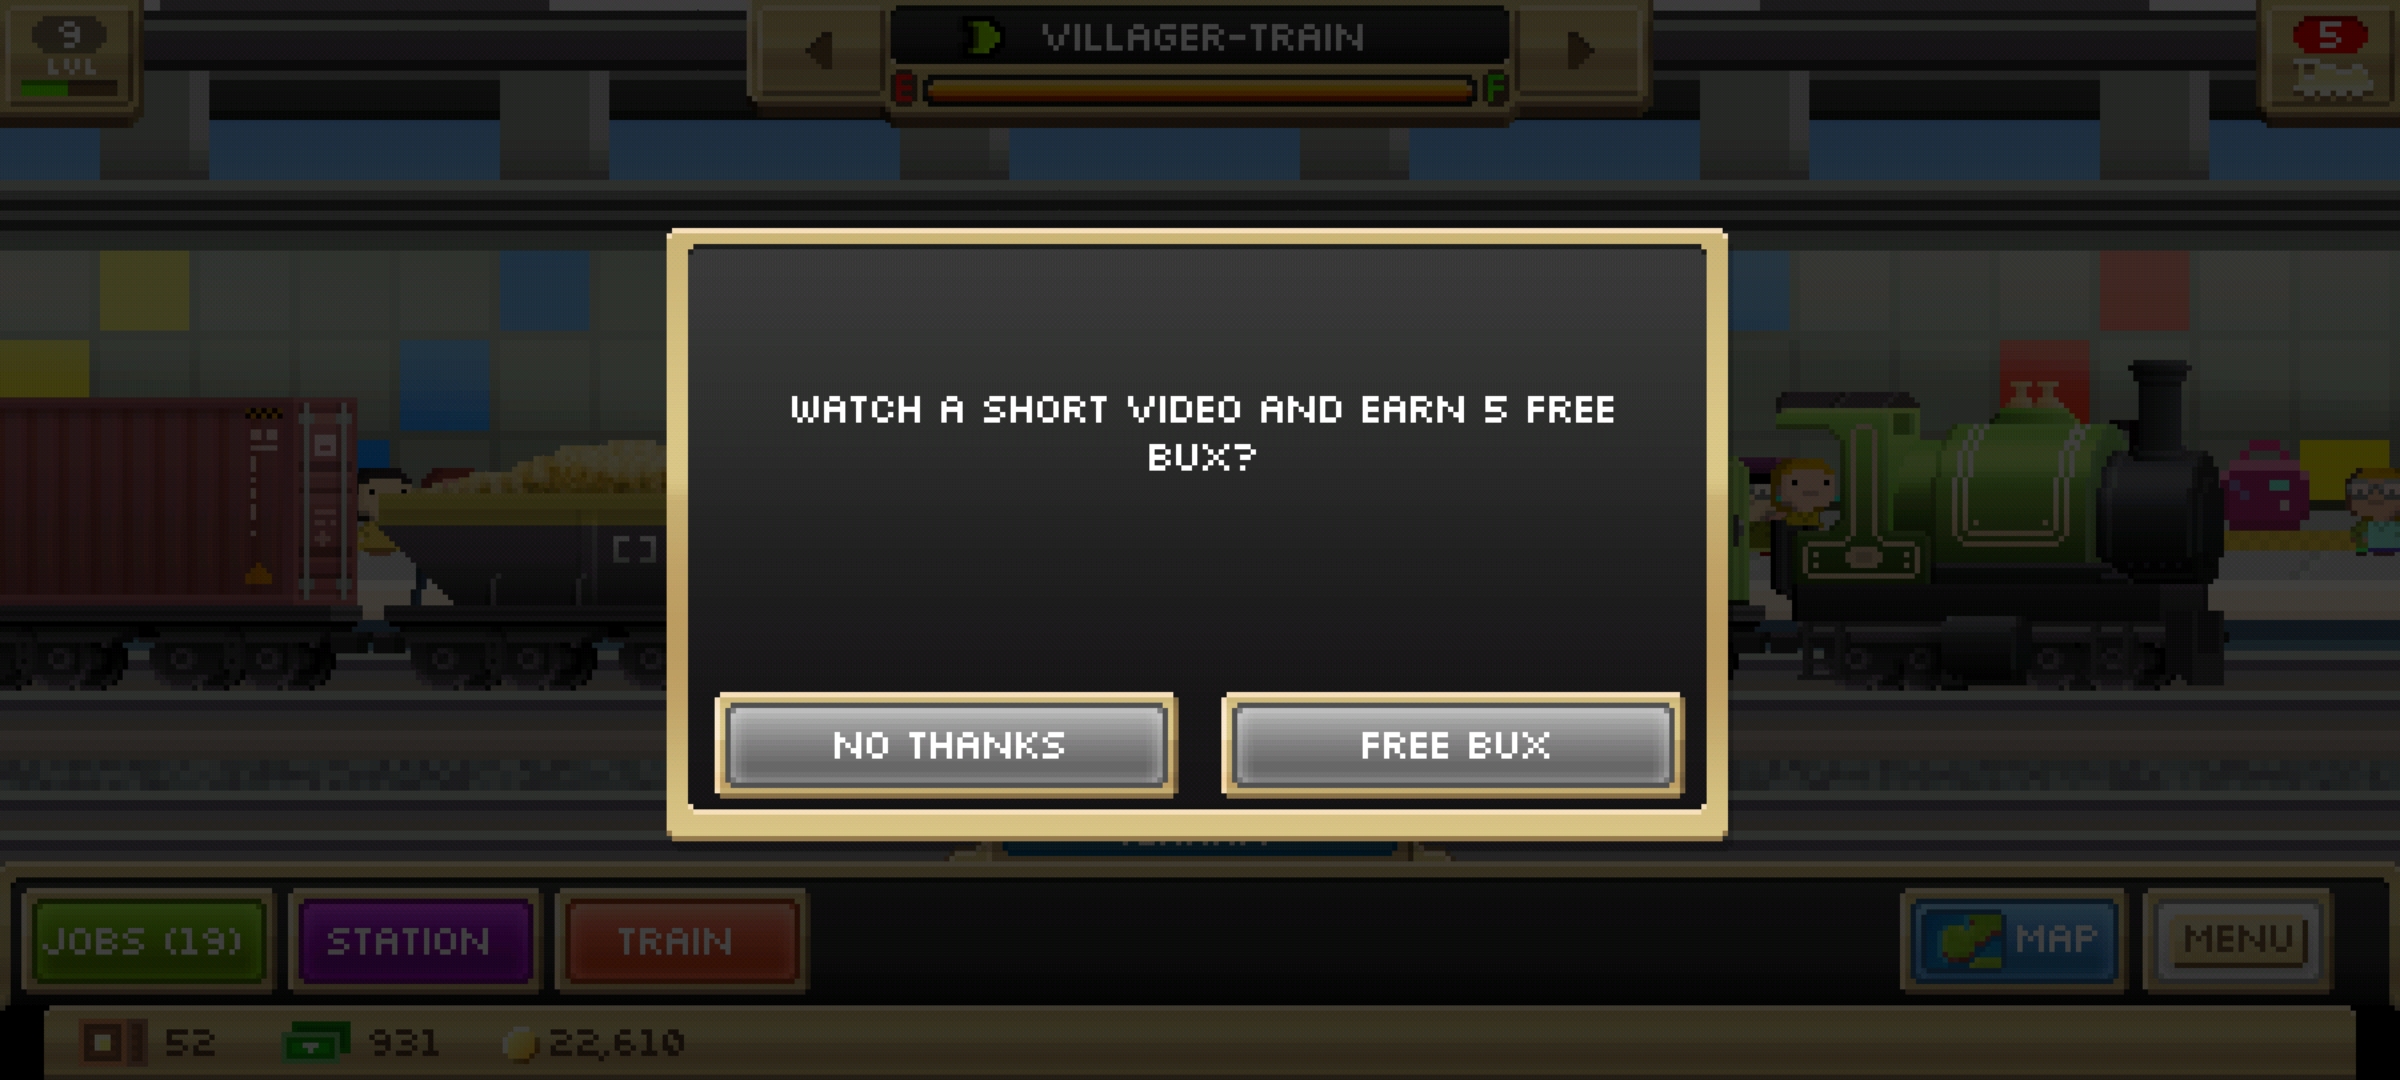 9
LVL
VILLAGER-TRAIN
E
F
5
WATCH A SHORT VIDEO AND EARN 5 FREE
BUX?
NO THANKS
FREE BUX
JOBS (19)
STATION
TRAIN
MAP
MENU
52
931
22,610